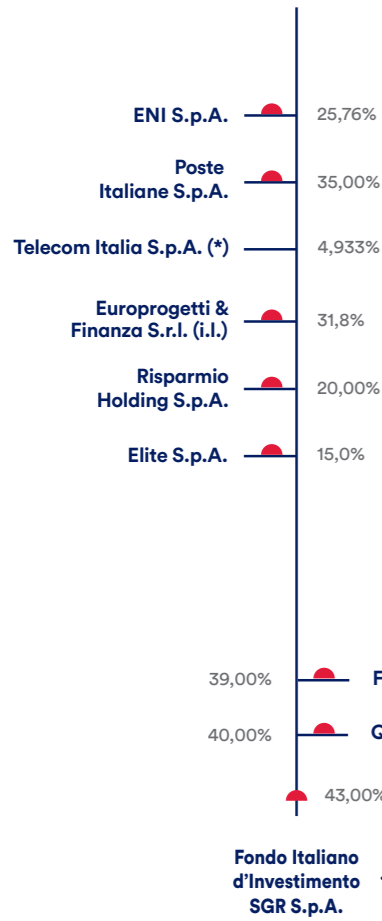 ENI S.p.A. 25,76%
Poste
Italiane S.p.A. 35,00%
Telecom Italia S.p.A. (*) 4,933%
Europrogetti &
Finanza S.r.l. (i.l.) 31,8%
Risparmio
Holding S.p.A. 20,00%
Elite S.p.A. 15,0%
39,00% F
40,00% Q
43,00%
Fondo Italiano
d'Investimento
SGR S.p.A.